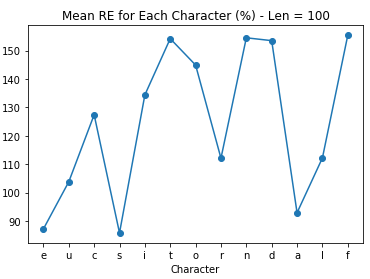 Mean RE for Each Character (%) - Len = 100
150
140
130
120
110
100
90
e u c s i t o r n d a l f
Character